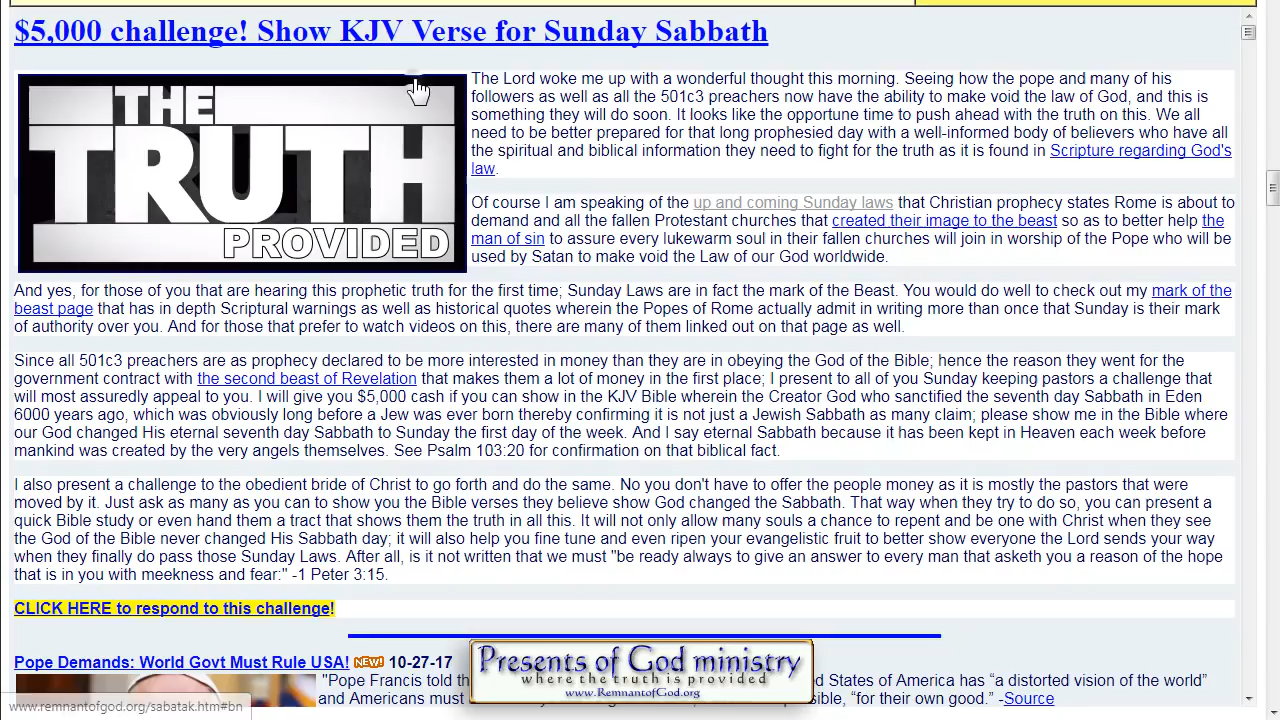 $5,000 challenge! Show KJV Verse for Sunday Sabbath
THE
TRUTH
PROVIDED
The Lord woke me up with a wonderful thought this morning. Seeing how the pope and many of his
followers as well as all the 501c3 preachers now have the ability to make void the law of God, and this is
something they will do soon. It looks like the opportune time to push ahead with the truth on this. We all
need to be better prepared for that long prophesied day with a well-informed body of believers who have all
the spiritual and biblical information they need to fight for the truth as it is found in Scripture regarding God's
law.
Of course I am speaking of the up and coming Sunday laws that Christian prophecy states Rome is about to
demand and all the fallen Protestant churches that created their image to the beast so as to better help the
man of sin to assure every lukewarm soul in their fallen churches will join in worship of the Pope who will be
used by Satan to make void the Law of our God worldwide.
And yes, for those of you that are hearing this prophetic truth for the first time; Sunday Laws are in fact the mark of the Beast. You would do well to check out my mark of the
beast page that has in depth Scriptural warnings as well as historical quotes wherein the Popes of Rome actually admit in writing more than once that Sunday is their mark
of authority over you. And for those that prefer to watch videos on this, there are many of them linked out on that page as well.
Since all 501c3 preachers are as prophecy declared to be more interested in money than they are in obeying the God of the Bible; hence the reason they went for the
government contract with the second beast of Revelation that makes them a lot of money in the first place; I present to all of you Sunday keeping pastors a challenge that
will most assuredly appeal to you. I will give you $5,000 cash if you can show in the KJV Bible wherein the Creator God who sanctified the seventh day Sabbath in Eden
6000 years ago, which was obviously long before a Jew was ever born thereby confirming it is not just a Jewish Sabbath as many claim; please show me in the Bible where
our God changed His eternal seventh day Sabbath to Sunday the first day of the week. And I say eternal Sabbath because it has been kept in Heaven each week before
mankind was created by the very angels themselves. See Psalm 103:20 for confirmation on that biblical fact.
I also present a challenge to the obedient bride of Christ to go forth and do the same. No you don't have to offer the people money as it is mostly the pastors that were
moved by it. Just ask as many as you can to show you the Bible verses they believe show God changed the Sabbath. That way when they try to do so, you can present a
quick Bible study or even hand them a tract that shows them the truth in all this. It will not only allow many souls a chance to repent and be one with Christ when they see
the God of the Bible never changed His Sabbath day; it will also help you fine tune and even ripen your evangelistic fruit to better show everyone the Lord sends your way
when they finally do pass those Sunday Laws. After all, is it not written that we must "be ready always to give an answer to every man that asketh you a reason of the hope
that is in you with meekness and fear:" -1 Peter 3:15.
CLICK HERE to respond to this challenge!
Pope Demands: World Govt Must Rule USA! NEW! 10-27-17
"Pope Francis told th d States of America has “a distorted vision of the world”
and Americans must sible, “for their own good.” -Source
Presents of God ministry
where the truth is provided
www.RemnantofGod.org
www.remnantofgod.org/sabatak.htm#bn